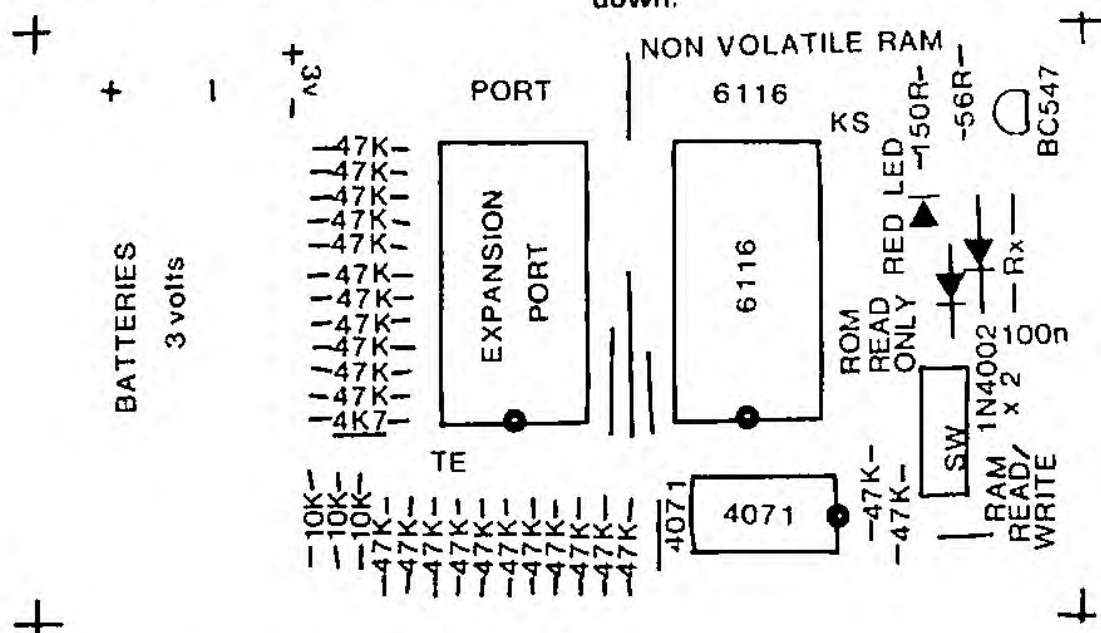 down.
NON VOLATILE RAM
+
3v
-
PORT
6116
KS
-150R-
-56R-
BC547
+
-
BATTERIES
3 volts
-47K-
-47K-
-47K-
-47K-
-47K-
-47K-
-47K-
-47K-
-47K-
-47K-
-47K-
-4K7-
EXPANSION
PORT
6116
RED LED
Rx
100n
ROM
READ
ONLY
1N4002
x 2
SW
RAM
READ/
WRITE
TE
-10K-
-10K-
-10K-
-47K-
-47K-
-47K-
-47K-
-47K-
-47K-
-47K-
-47K-
-47K-
-47K-
-47K-
4071
4071
-47K-
-47K-